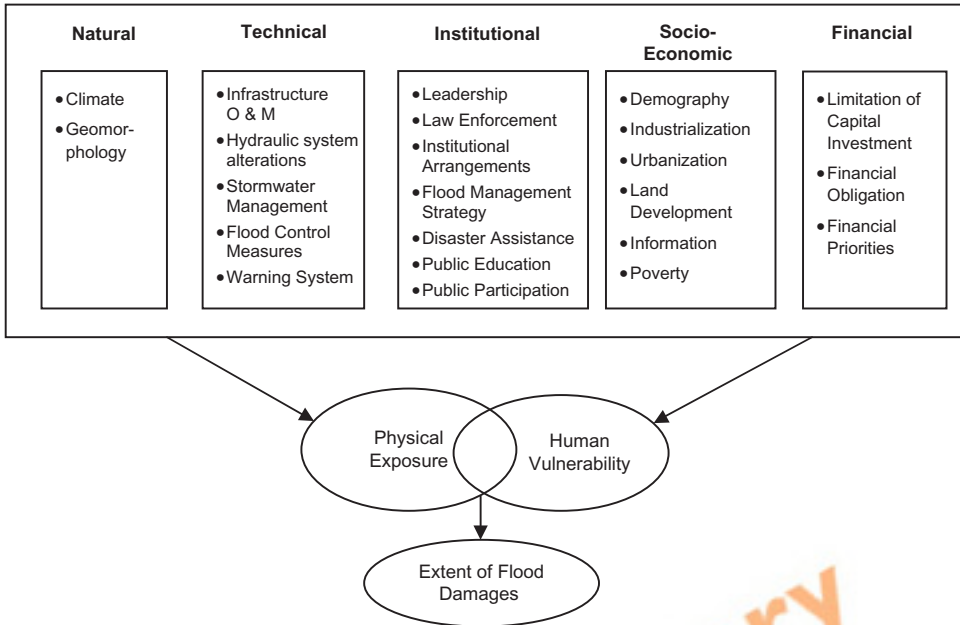 Natural
• Climate
• Geomor-
phology
Technical
• Infrastructure
O & M
• Hydraulic system
alterations
• Stormwater
Management
• Flood Control
Measures
• Warning System
Institutional
• Leadership
• Law Enforcement
• Institutional
Arrangements
• Flood Management
Strategy
• Disaster Assistance
• Public Education
• Public Participation
Socio-
Economic
• Demography
• Industrialization
• Urbanization
• Land
Development
• Information
• Poverty
Financial
• Limitation of
Capital
Investment
• Financial
Obligation
• Financial
Priorities
Physical
Exposure
Human
Vulnerability
Extent of Flood
Damages